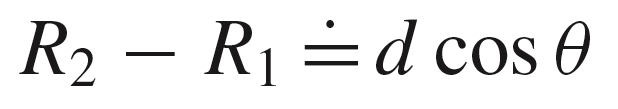 R₂ − R₁ ≐ d cos θ